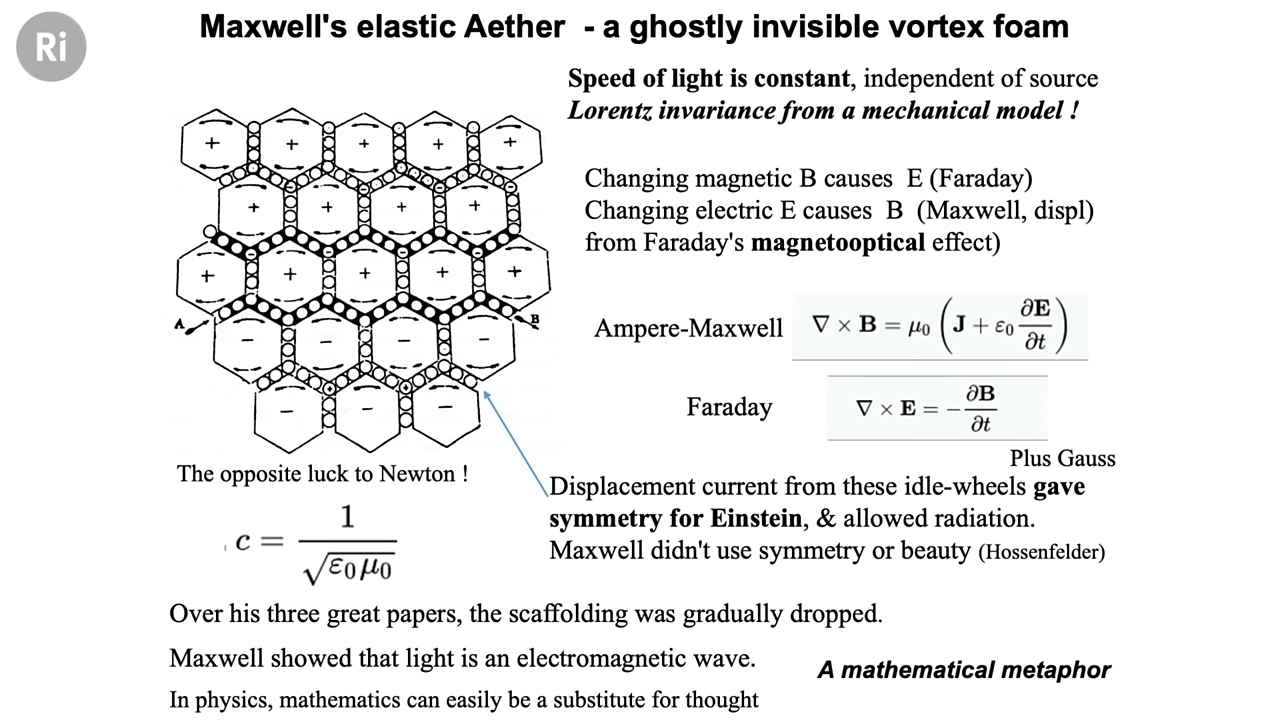 Ri
Maxwell's elastic Aether - a ghostly invisible vortex foam
Speed of light is constant, independent of source
Lorentz invariance from a mechanical model !
Changing magnetic B causes E (Faraday)
Changing electric E causes B (Maxwell, displ)
from Faraday's magnetooptical effect)
A
B
Ampere-Maxwell ∇ × B = μ₀ (J + ε₀ ∂E/∂t)
Faraday ∇ × E = −∂B/∂t
Plus Gauss
The opposite luck to Newton !
c = 1/√ε₀μ₀
Displacement current from these idle-wheels gave
symmetry for Einstein, & allowed radiation.
Maxwell didn't use symmetry or beauty (Hossenfelder)
Over his three great papers, the scaffolding was gradually dropped.
Maxwell showed that light is an electromagnetic wave.
A mathematical metaphor
In physics, mathematics can easily be a substitute for thought